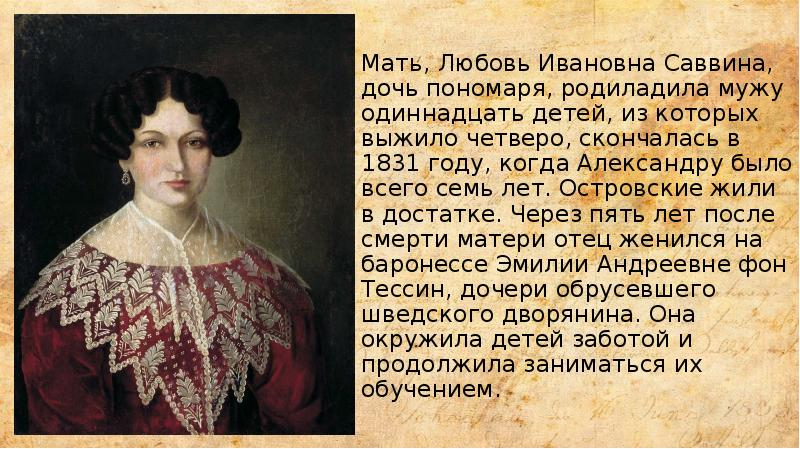 Мать, Любовь Ивановна Саввина,
дочь пономаря, родиладила мужу
одиннадцать детей, из которых
выжило четверо, скончалась в
1831 году, когда Александру было
всего семь лет. Островские жили
в достатке. Через пять лет после
смерти матери отец женился на
баронессе Эмилии Андреевне фон
Тессин, дочери обрусевшего
шведского дворянина. Она
окружила детей заботой и
продолжила заниматься их
обучением.